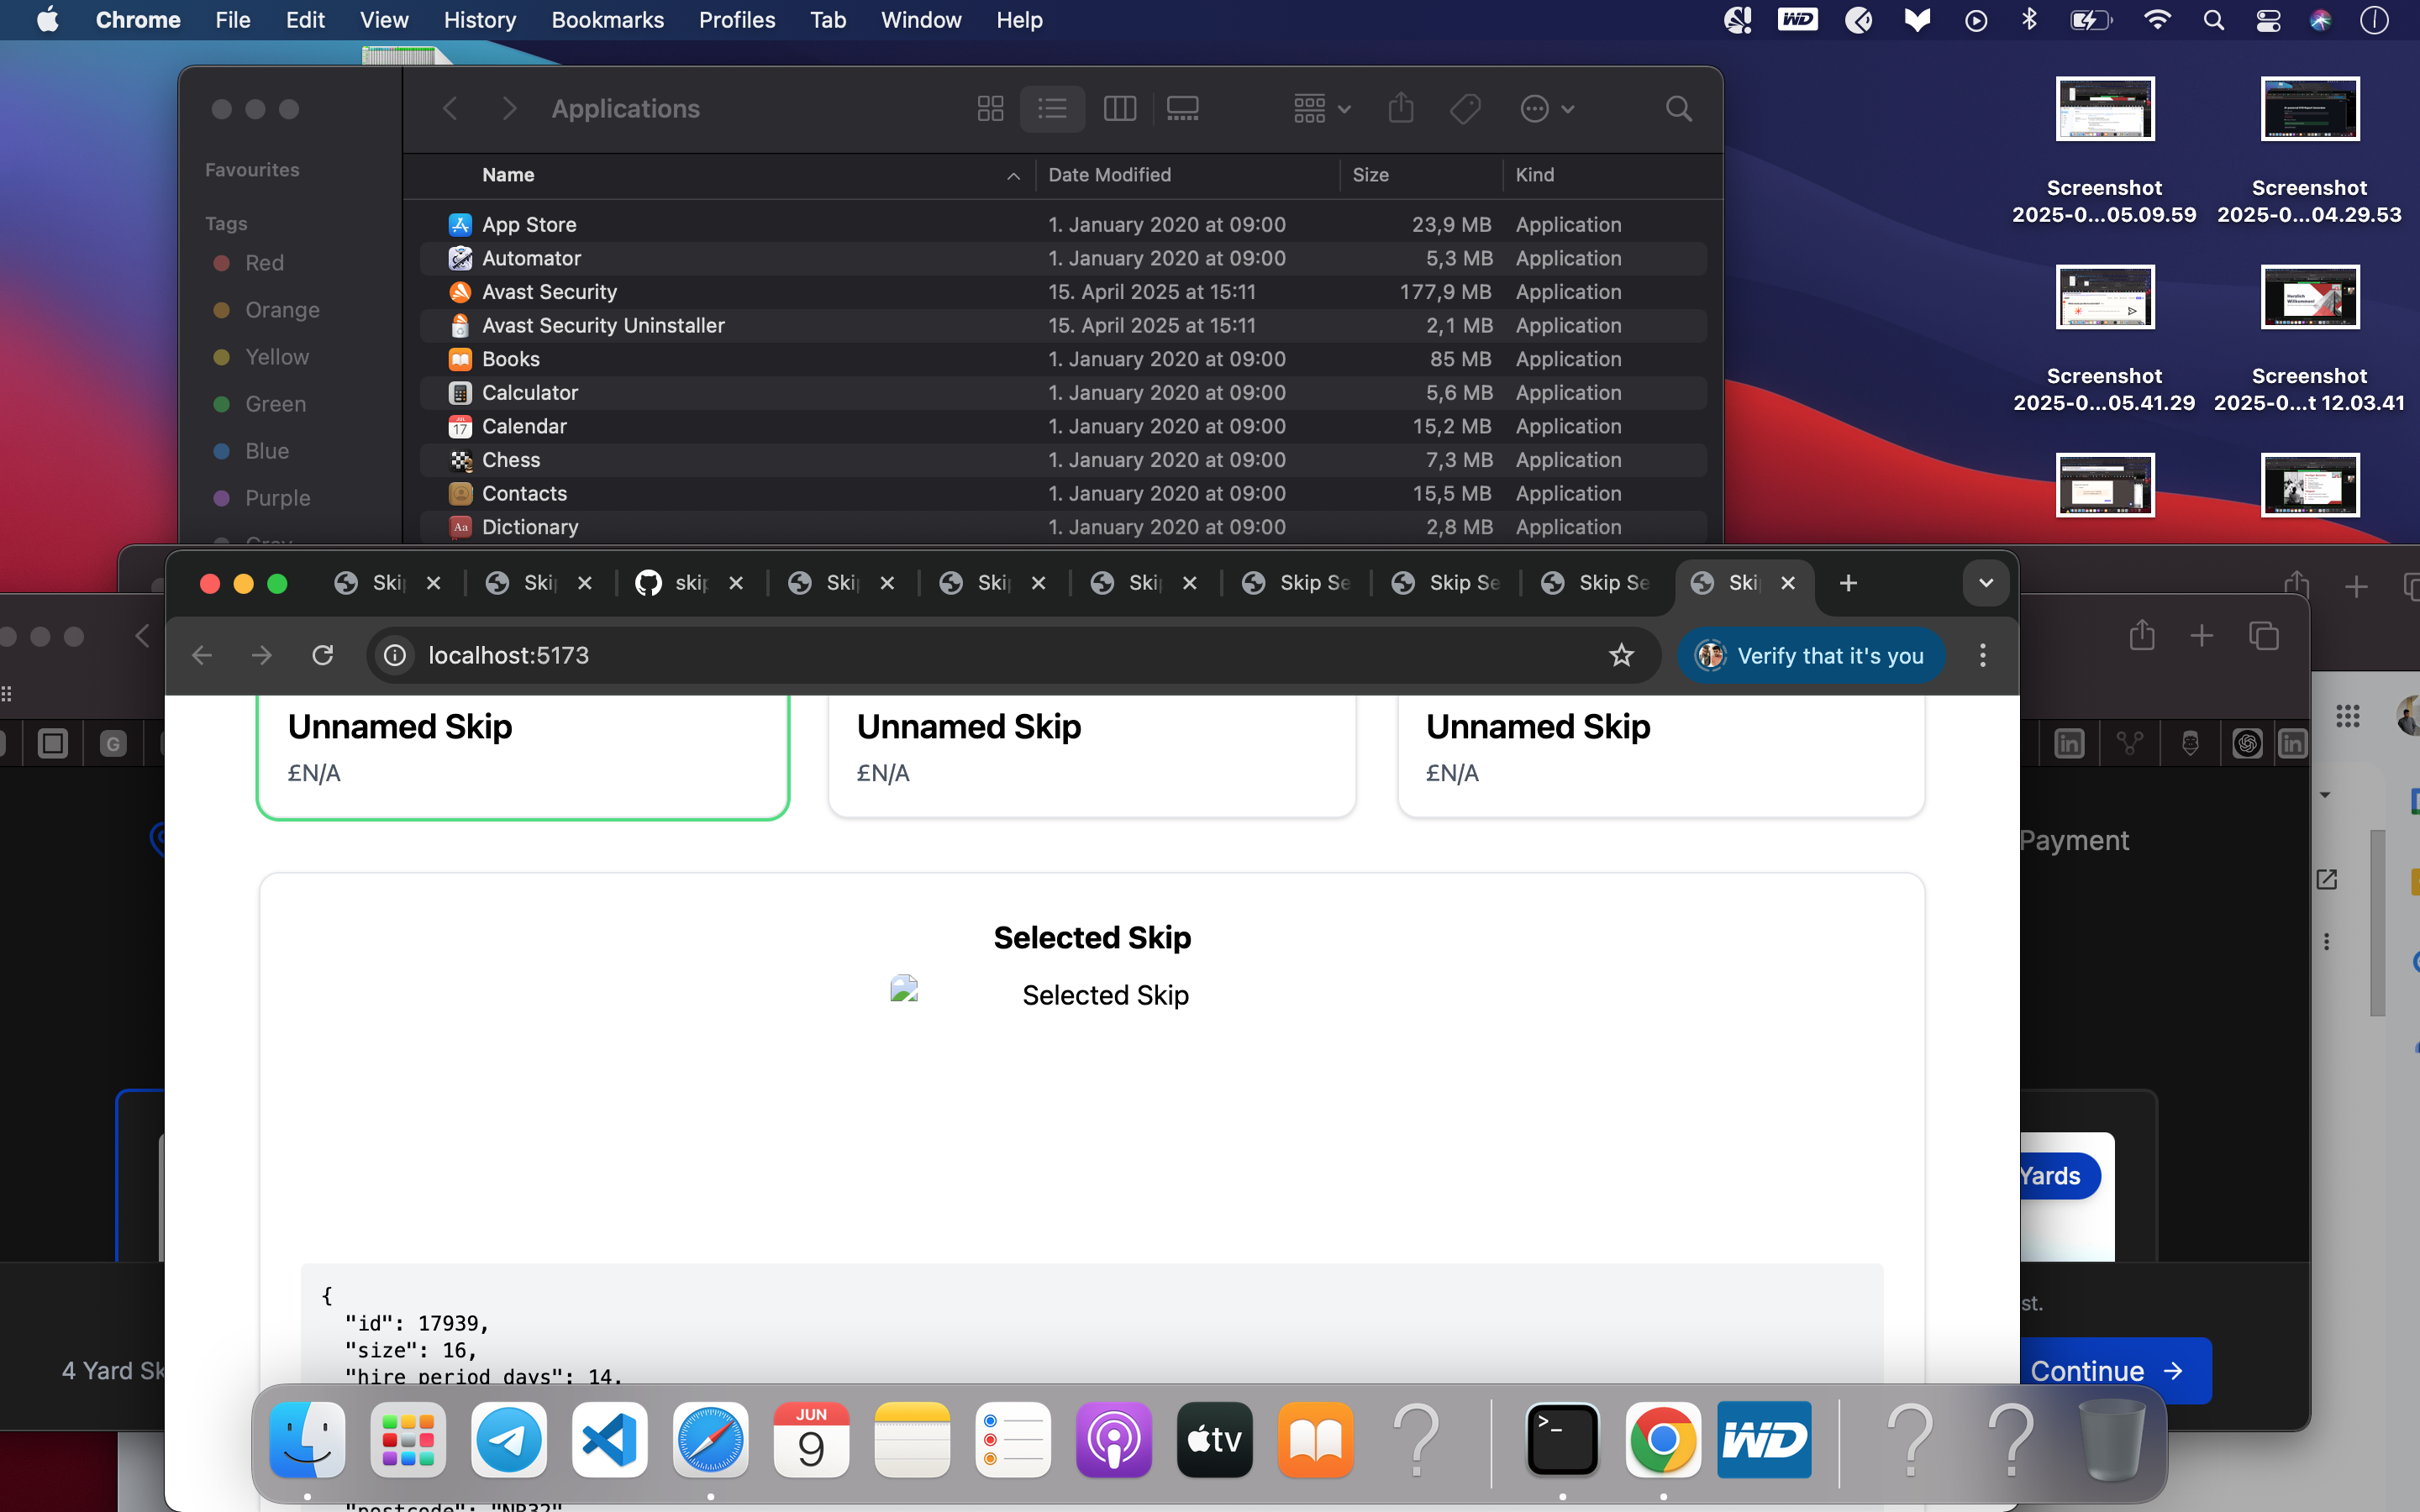 Chrome File Edit View History Bookmarks Profiles Tab Window Help
WD
Applications
Favourites
Tags
Red
Orange
Yellow
Green
Blue
Purple
Name Date Modified Size Kind
App Store 1. January 2020 at 09:00 23,9 MB Application
Automator 1. January 2020 at 09:00 5,3 MB Application
Avast Security 15. April 2025 at 15:11 177,9 MB Application
Avast Security Uninstaller 15. April 2025 at 15:11 2,1 MB Application
Books 1. January 2020 at 09:00 85 MB Application
Calculator 1. January 2020 at 09:00 5,6 MB Application
Calendar 1. January 2020 at 09:00 15,2 MB Application
Chess 1. January 2020 at 09:00 7,3 MB Application
Contacts 1. January 2020 at 09:00 15,5 MB Application
Dictionary 1. January 2020 at 09:00 2,8 MB Application
Screenshot
2025-0...05.09.59
Screenshot
2025-0...04.29.53
Screenshot
2025-0...05.41.29
Screenshot
2025-0...t 12.03.41
Ski Ski skip Ski Ski Ski Skip Se Skip Se Skip Se Ski
localhost:5173
Verify that it's you
Unnamed Skip
£N/A
Unnamed Skip
£N/A
Unnamed Skip
£N/A
Selected Skip
Selected Skip
{
"id": 17939,
"size": 16,
"hire_period_days": 14,
"postcode": "NR32"
Payment
Yards
st.
4 Yard Sk
Continue →
JUN
9
tv
WD